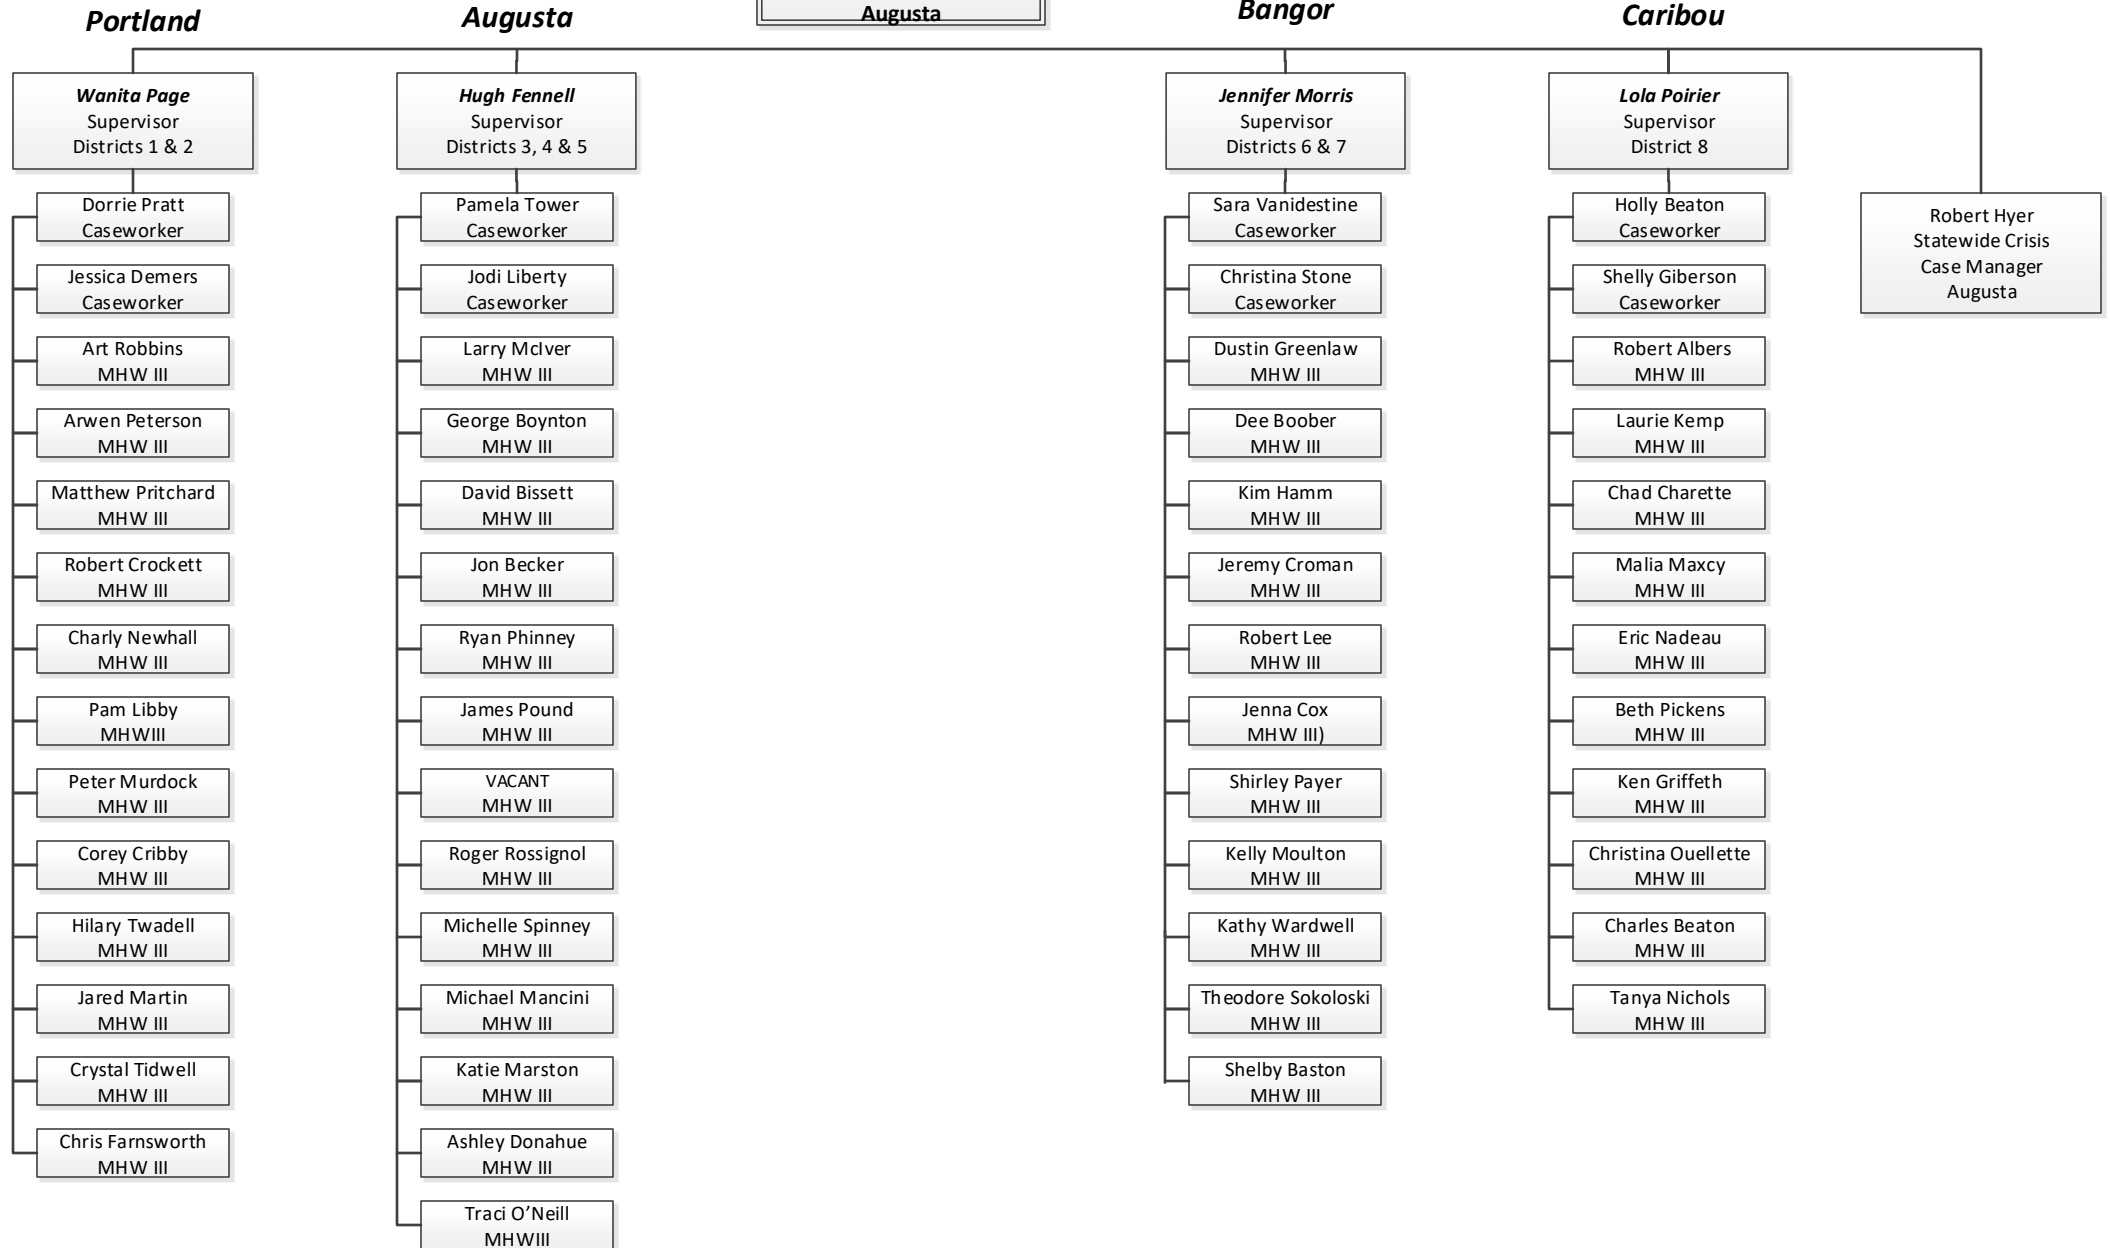 Portland
Augusta
Augusta
Bangor
Caribou
Wanita Page
Supervisor
Districts 1 & 2
Dorrie Pratt
Caseworker
Jessica Demers
Caseworker
Art Robbins
MHW III
Arwen Peterson
MHW III
Matthew Pritchard
MHW III
Robert Crockett
MHW III
Charly Newhall
MHW III
Pam Libby
MHWIII
Peter Murdock
MHW III
Corey Cribby
MHW III
Hilary Twadell
MHW III
Jared Martin
MHW III
Crystal Tidwell
MHW III
Chris Farnsworth
MHW III
Hugh Fennell
Supervisor
Districts 3, 4 & 5
Pamela Tower
Caseworker
Jodi Liberty
Caseworker
Larry McIver
MHW III
George Boynton
MHW III
David Bissett
MHW III
Jon Becker
MHW III
Ryan Phinney
MHW III
James Pound
MHW III
VACANT
MHW III
Roger Rossignol
MHW III
Michelle Spinney
MHW III
Michael Mancini
MHW III
Katie Marston
MHW III
Ashley Donahue
MHW III
Traci O’Neill
MHWIII
Jennifer Morris
Supervisor
Districts 6 & 7
Sara Vanidestine
Caseworker
Christina Stone
Caseworker
Dustin Greenlaw
MHW III
Dee Boober
MHW III
Kim Hamm
MHW III
Jeremy Croman
MHW III
Robert Lee
MHW III
Jenna Cox
MHW III)
Shirley Payer
MHW III
Kelly Moulton
MHW III
Kathy Wardwell
MHW III
Theodore Sokoloski
MHW III
Shelby Baston
MHW III
Lola Poirier
Supervisor
District 8
Holly Beaton
Caseworker
Shelly Giberson
Caseworker
Robert Albers
MHW III
Laurie Kemp
MHW III
Chad Charette
MHW III
Malia Maxcy
MHW III
Eric Nadeau
MHW III
Beth Pickens
MHW III
Ken Griffeth
MHW III
Christina Ouellette
MHW III
Charles Beaton
MHW III
Tanya Nichols
MHW III
Robert Hyer
Statewide Crisis
Case Manager
Augusta